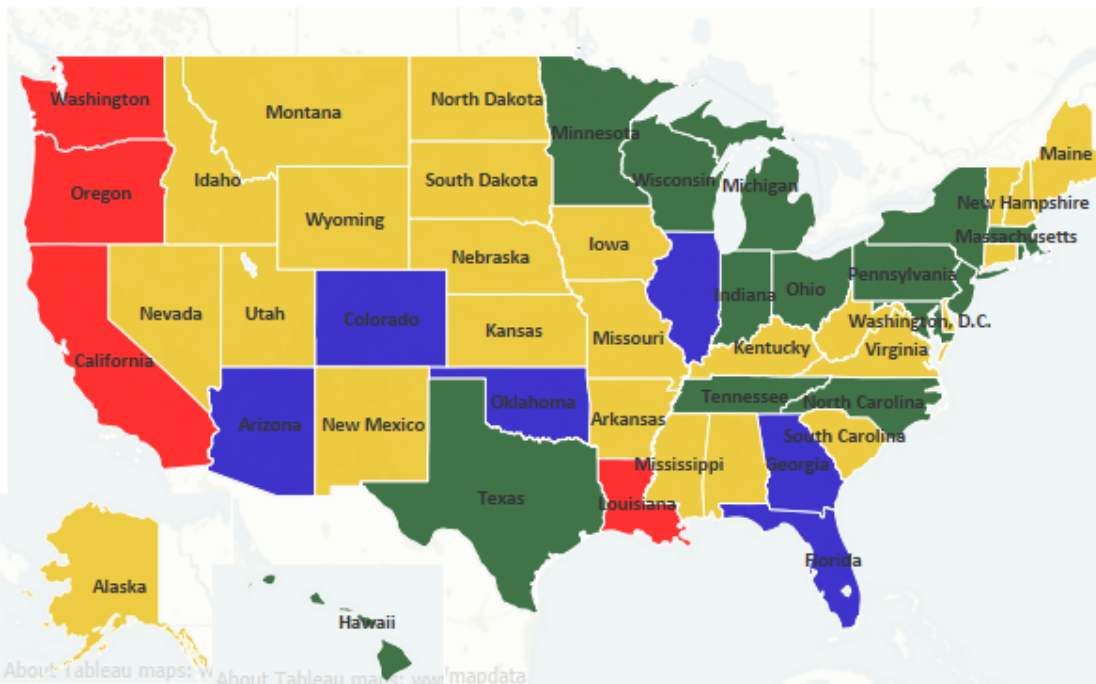 Washington
Montana
North Dakota
Minnesota
Maine
Oregon
Idaho
South Dakota
Wisconsin
Michigan
New Hampshire
Wyoming
Massachusetts
Iowa
Nebraska
Pennsylvania
Indiana
Ohio
Nevada
Utah
Colorado
Kansas
Missouri
Washington, D.C.
Kentucky
Virginia
California
Tennessee
North Carolina
Arizona
New Mexico
Oklahoma
Arkansas
South Carolina
Mississippi
Georgia
Texas
Louisiana
Florida
Alaska
Hawaii
About Tableau maps: w
About Tableau maps: ww
/mapdata